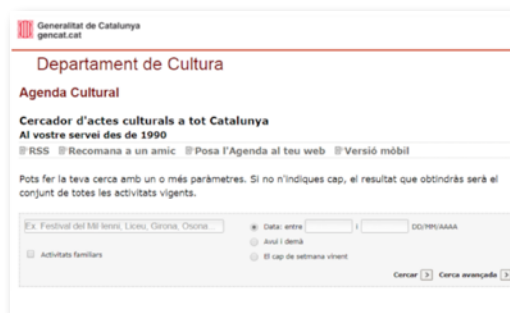 Generalitat de Catalunya
gencat.cat
Departament de Cultura
Agenda Cultural
Cercador d'actes culturals a tot Catalunya
Al vostre servei des de 1990
RSS Recomana a un amic Posa l'Agenda al teu web Versió mòbil
Pots fer la teva cerca amb un o més paràmetres. Si no n'indiques cap, el resultat que obtindràs serà el
conjunt de totes les activitats vigents.
Ex. Festival del Mil·lenni, Liceu, Girona, Osona... Data: entre i DD/MM/AAAA
Avui i demà
Activitats familiars El cap de setmana vinent
Cercar Cerca avançada